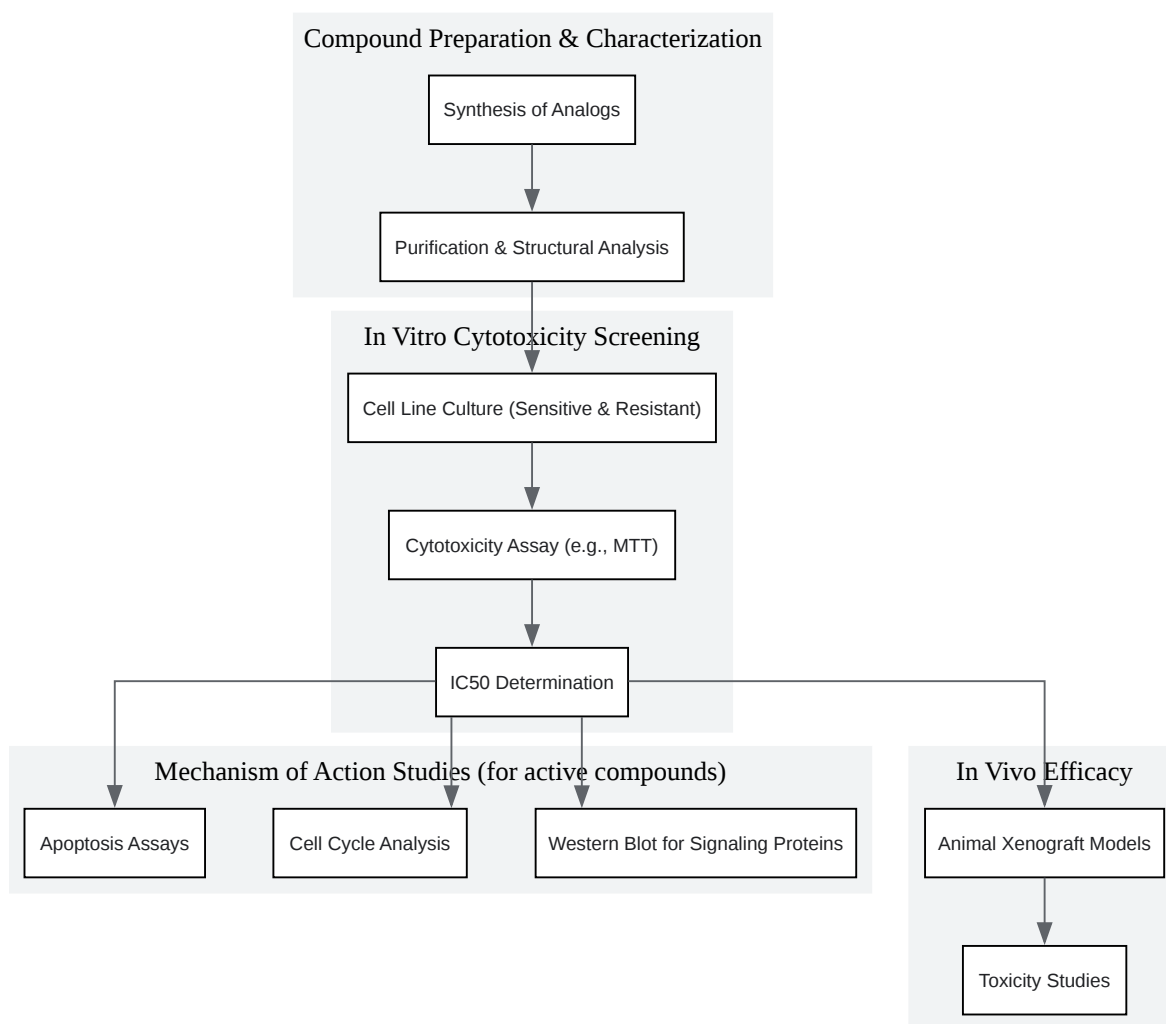 Compound Preparation & Characterization
Synthesis of Analogs
Purification & Structural Analysis
In Vitro Cytotoxicity Screening
Cell Line Culture (Sensitive & Resistant)
Cytotoxicity Assay (e.g., MTT)
IC50 Determination
Mechanism of Action Studies (for active compounds)
Apoptosis Assays
Cell Cycle Analysis
Western Blot for Signaling Proteins
In Vivo Efficacy
Animal Xenograft Models
Toxicity Studies